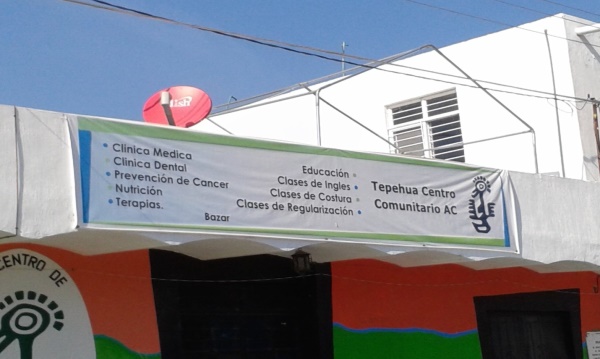 dish
Clinica Medica
Clinica Dental
Prevención de Cancer
Nutrición
Terapias.
Bazar
Educación
Clases de Ingles
Clases de Costura
Clases de Regularización
Tepehua Centro
Comunitario AC
CENTRO DE